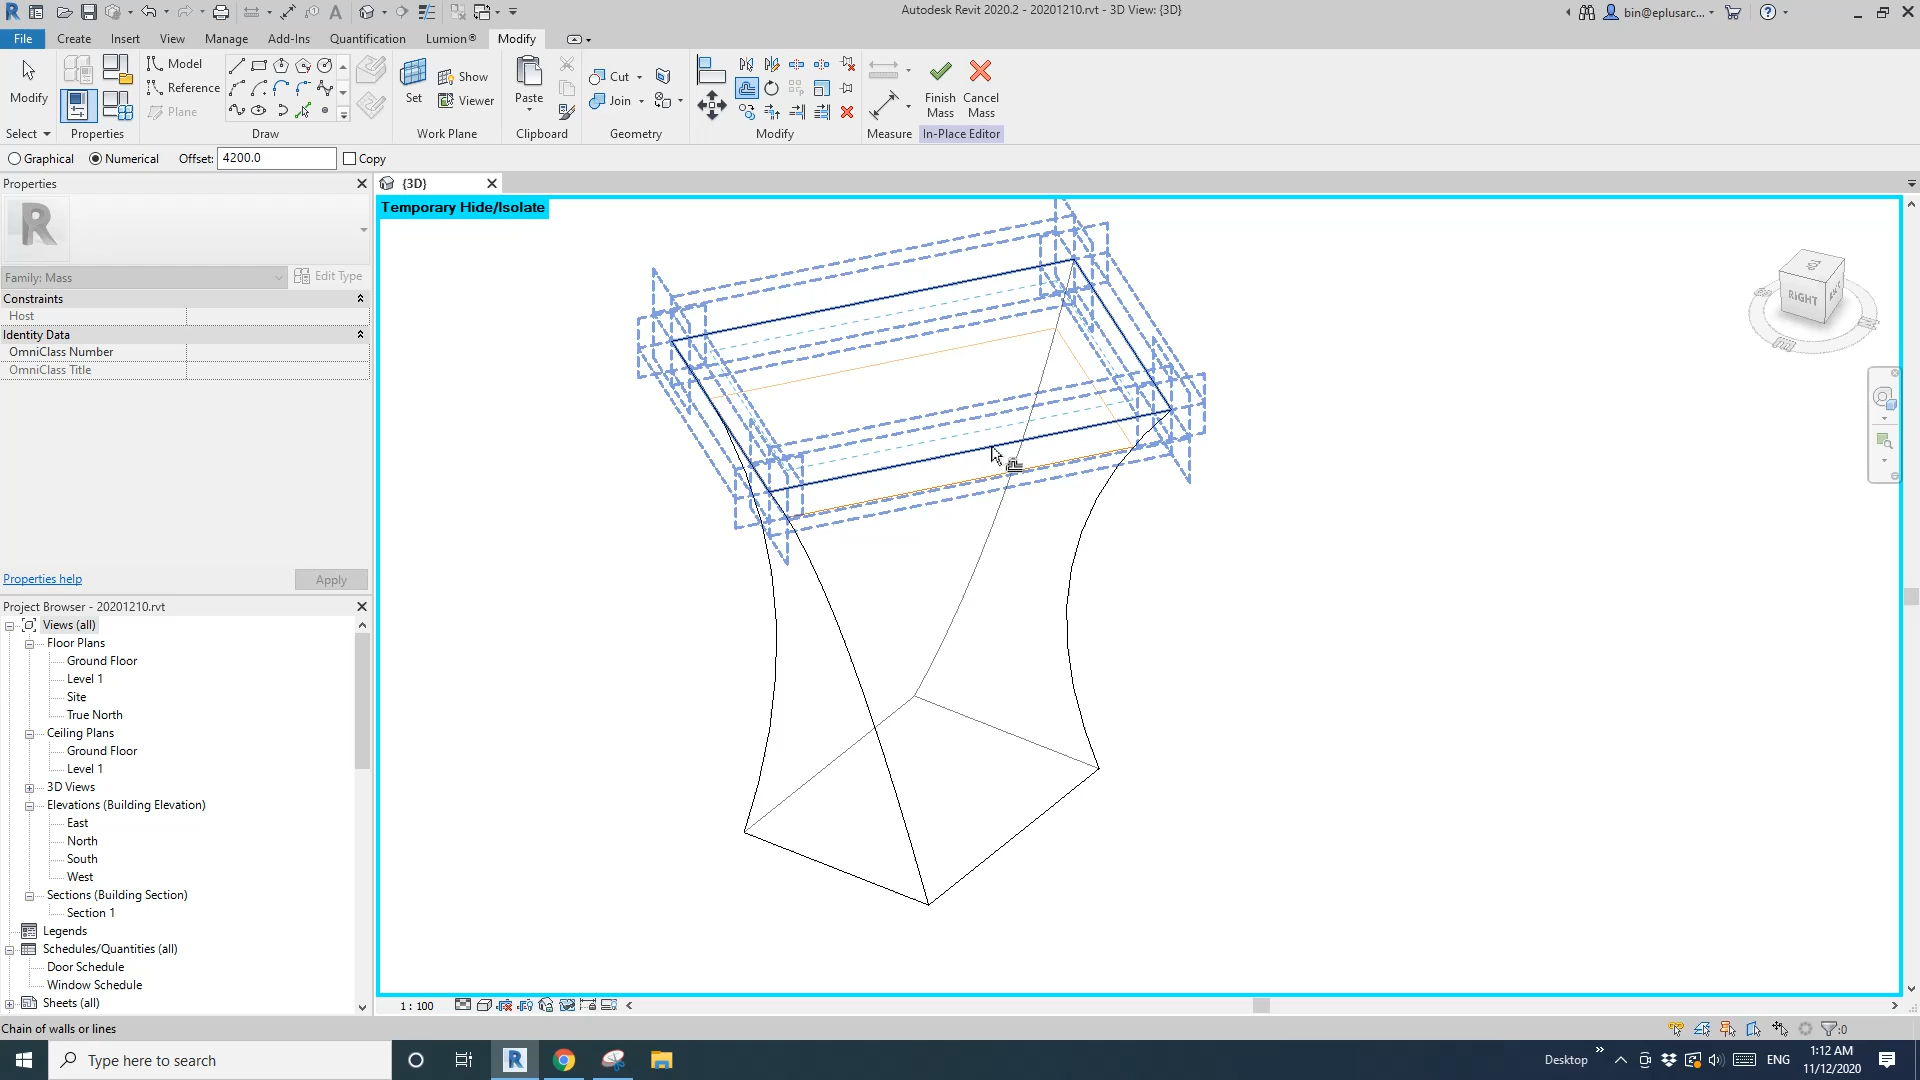 Autodesk Revit 2020.2 - 20201210.rvt - 3D View: {3D}
bin@eplusarc...
File Create Insert View Manage Add-Ins Quantification Lumion® Modify
Modify
Select
Properties
Model
Reference
Plane
Draw
Set
Show
Viewer
Work Plane
Paste
Clipboard
Cut
Join
Geometry
Modify
Measure
Finish Mass
Cancel Mass
In-Place Editor
Graphical Numerical Offset: 4200.0 Copy
Properties
{3D}
Temporary Hide/Isolate
R
Family: Mass Edit Type
Constraints
Host
Identity Data
OmniClass Number
OmniClass Title
Properties help Apply
Project Browser - 20201210.rvt
Views (all)
Floor Plans
Ground Floor
Level 1
Site
True North
Ceiling Plans
Ground Floor
Level 1
3D Views
Elevations (Building Elevation)
East
North
South
West
Sections (Building Section)
Section 1
Legends
Schedules/Quantities (all)
Door Schedule
Window Schedule
Sheets (all)
TOP
RIGHT
1 : 100
Chain of walls or lines
:0
Type here to search
Desktop
ENG
1:12 AM
11/12/2020